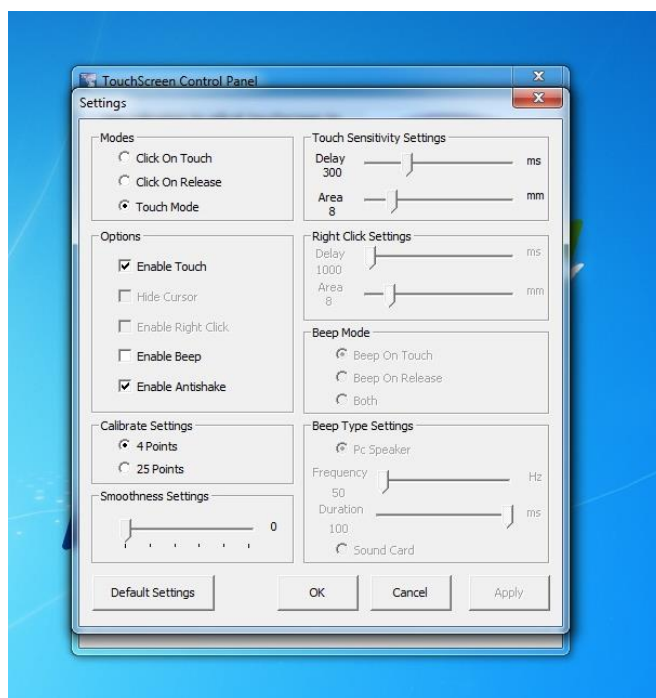 TouchScreen Control Panel
Settings
Modes
Click On Touch
Click On Release
Touch Mode
Options
Enable Touch
Hide Cursor
Enable Right Click
Enable Beep
Enable Antishake
Calibrate Settings
4 Points
25 Points
Smoothness Settings
0
Touch Sensitivity Settings
Delay ms
300
Area mm
8
Right Click Settings
Delay ms
1000
Area mm
8
Beep Mode
Beep On Touch
Beep On Release
Both
Beep Type Settings
Pc Speaker
Frequency Hz
50
Duration ms
100
Sound Card
Default Settings OK Cancel Apply